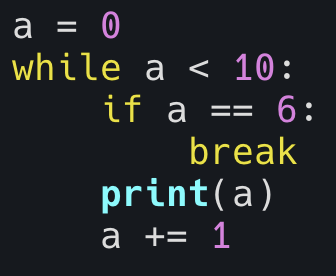 a = 0
while a < 10:
    if a == 6:
        break
    print(a)
    a += 1